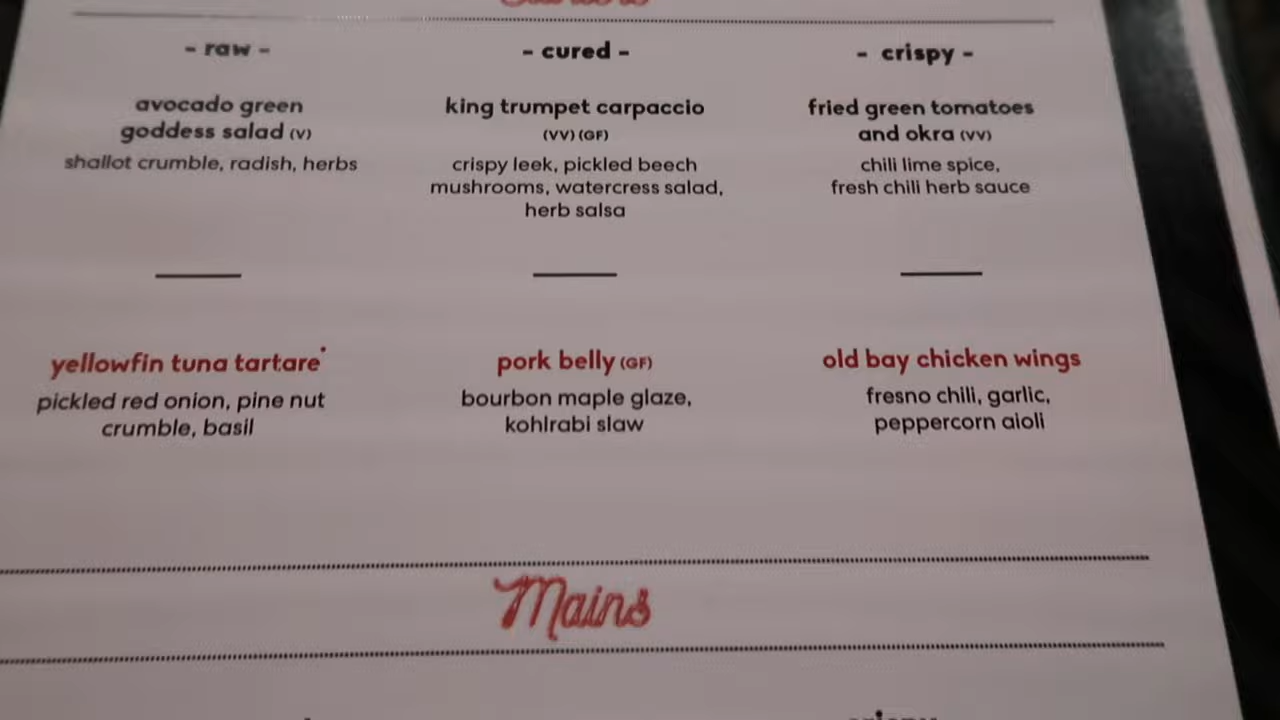 - raw -
avocado green
goddess salad (V)
shallot crumble, radish, herbs
yellowfin tuna tartare*
pickled red onion, pine nut
crumble, basil
- cured -
king trumpet carpaccio
(VV) (GF)
crispy leek, pickled beech
mushrooms, watercress salad,
herb salsa
pork belly (GF)
bourbon maple glaze,
kohlrabi slaw
- crispy -
fried green tomatoes
and okra (VV)
chili lime spice,
fresh chili herb sauce
old bay chicken wings
fresno chili, garlic,
peppercorn aioli
Mains